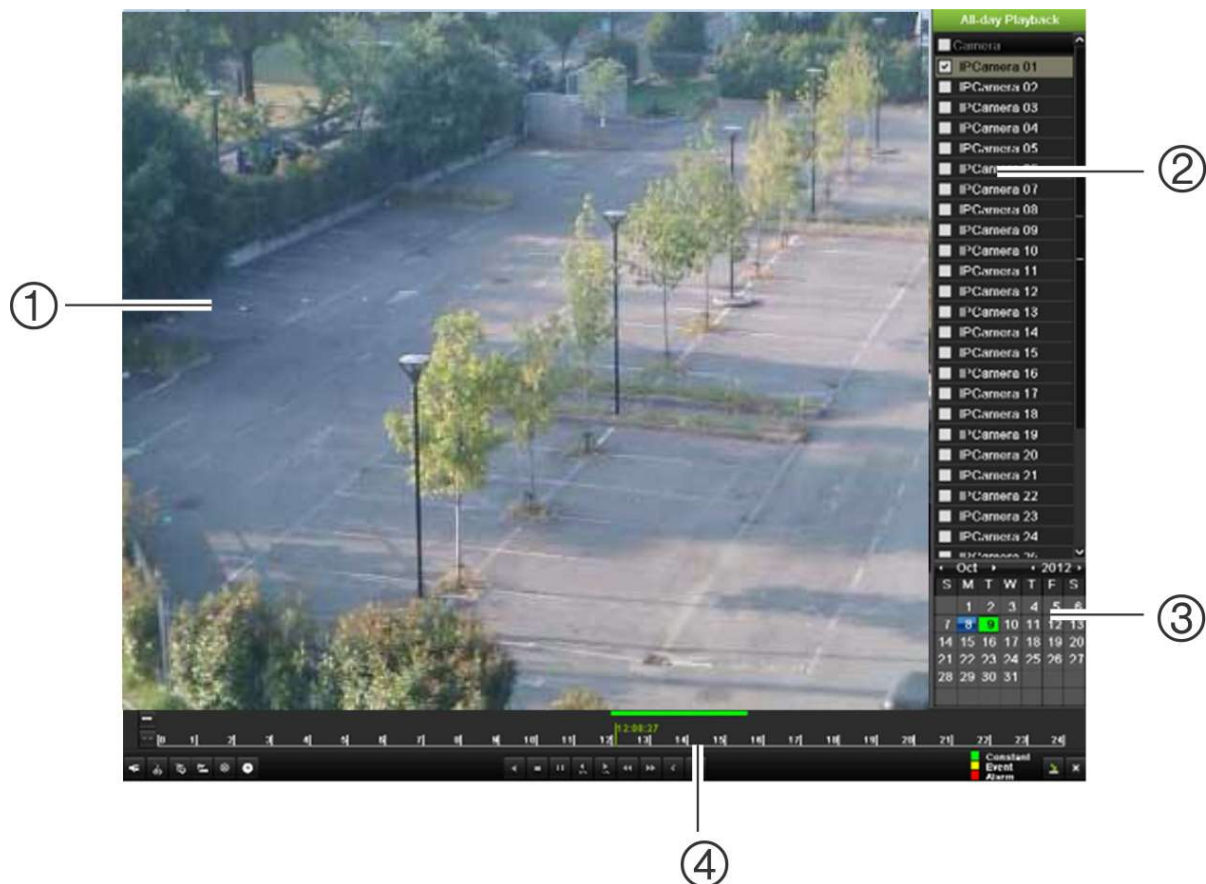 All-day Playback
Camera
IPCamera 01
IPCamera 02
IPCamera 03
IPCamera 04
IPCamera 05
IPCam
IPCamera 07
IPCamera 08
IPCamera 09
IPCamera 10
IPCamera 11
IPCamera 12
IPCamera 13
IPCamera 14
IPCamera 15
IPCamera 16
IPCamera 17
IPCamera 18
IPCamera 19
IPCamera 20
IPCamera 21
IPCamera 22
IPCamera 23
IPCamera 24
Oct 2012
S M T W T F S
1 2 3 4 5 6
7 8 9 10 11 12 13
14 15 16 17 18 19 20
21 22 23 24 25 26 27
28 29 30 31
12:08:27
0 1 2 3 4 5 6 7 8 9 10 11 12 13 14 15 16 17 18 19 20 21 22 23 24
Constant
Event
Alarm
①
②
③
④